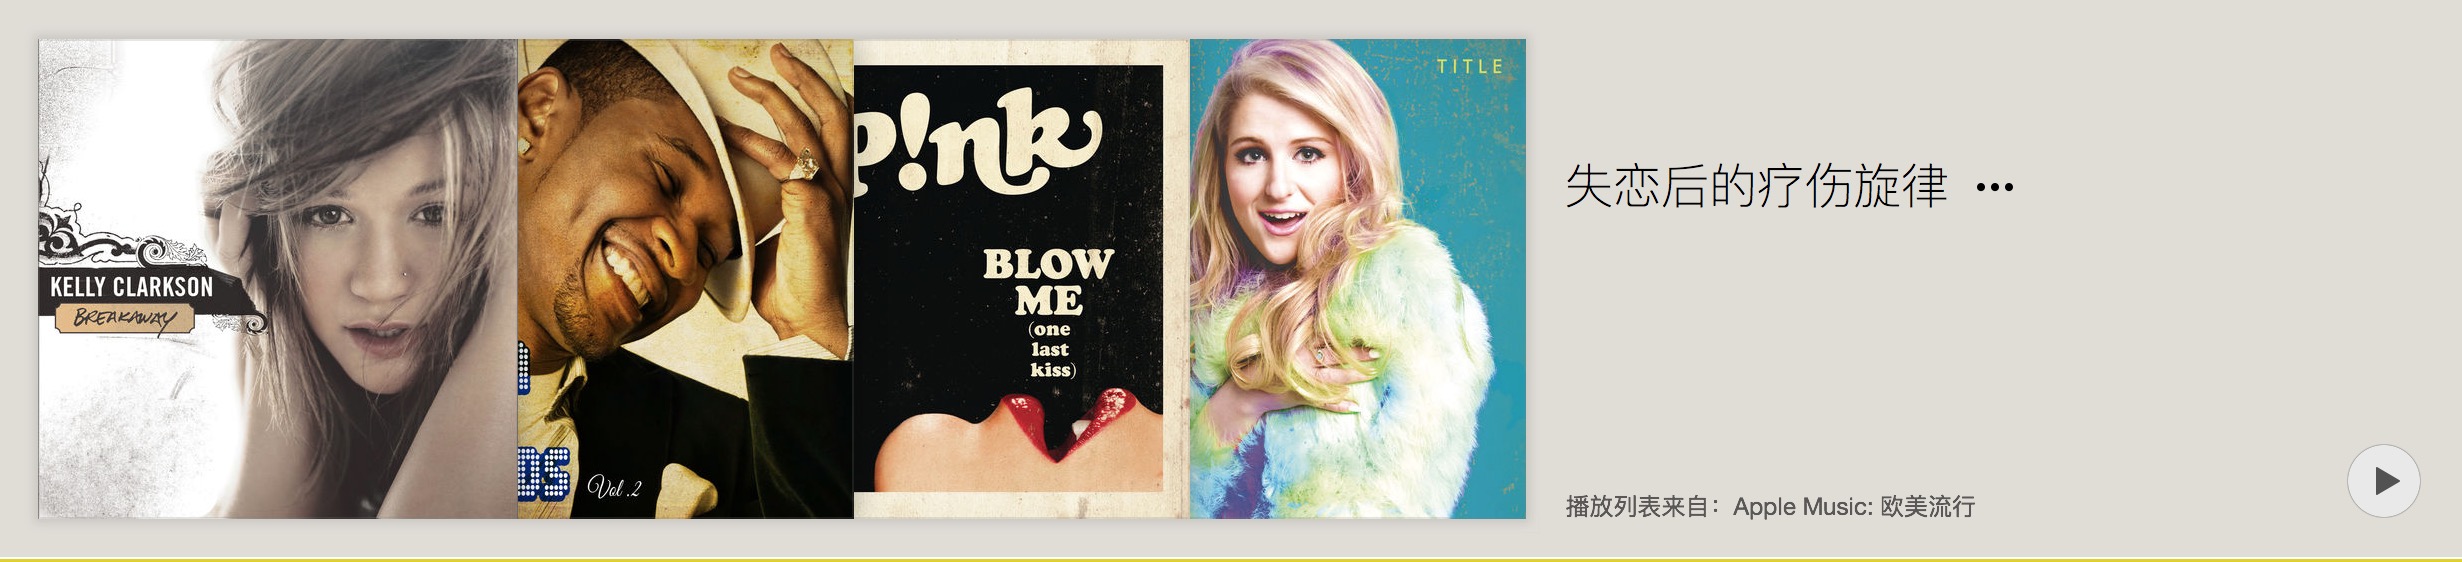 KELLY CLARKSON
BREAKAWAY
Vol.2
P!nk
BLOW
ME
(one
last
kiss)
TITLE
失恋后的疗伤旋律 •••
播放列表来自：Apple Music: 欧美流行